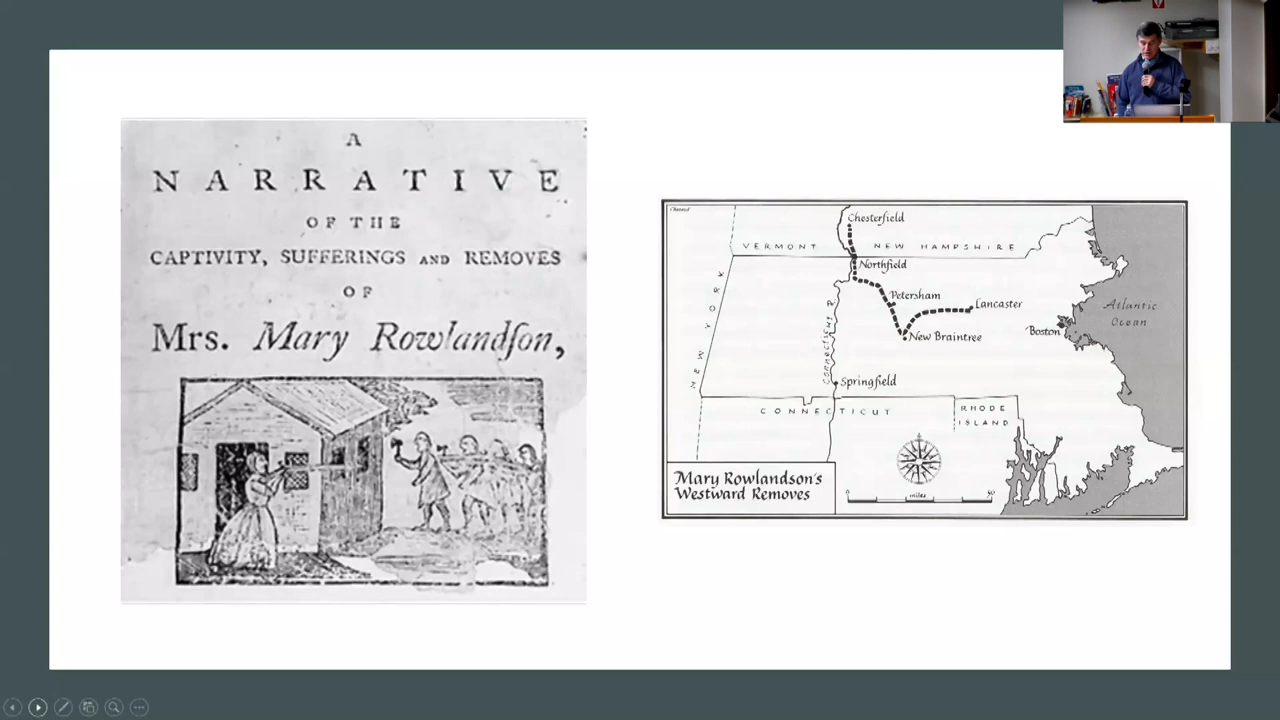 A
NARRATIVE
OF THE
CAPTIVITY, SUFFERINGS AND REMOVES
OF
Mrs. Mary Rowlandſon,
Chesterfield
VERMONT
NEW HAMPSHIRE
Northfield
NEW YORK
Petersham
Lancaster
Atlantic
Ocean
Boston
New Braintree
CONNECTICUT R
Springfield
CONNECTICUT
RHODE
ISLAND
Mary Rowlandson's
Westward Removes
0
miles